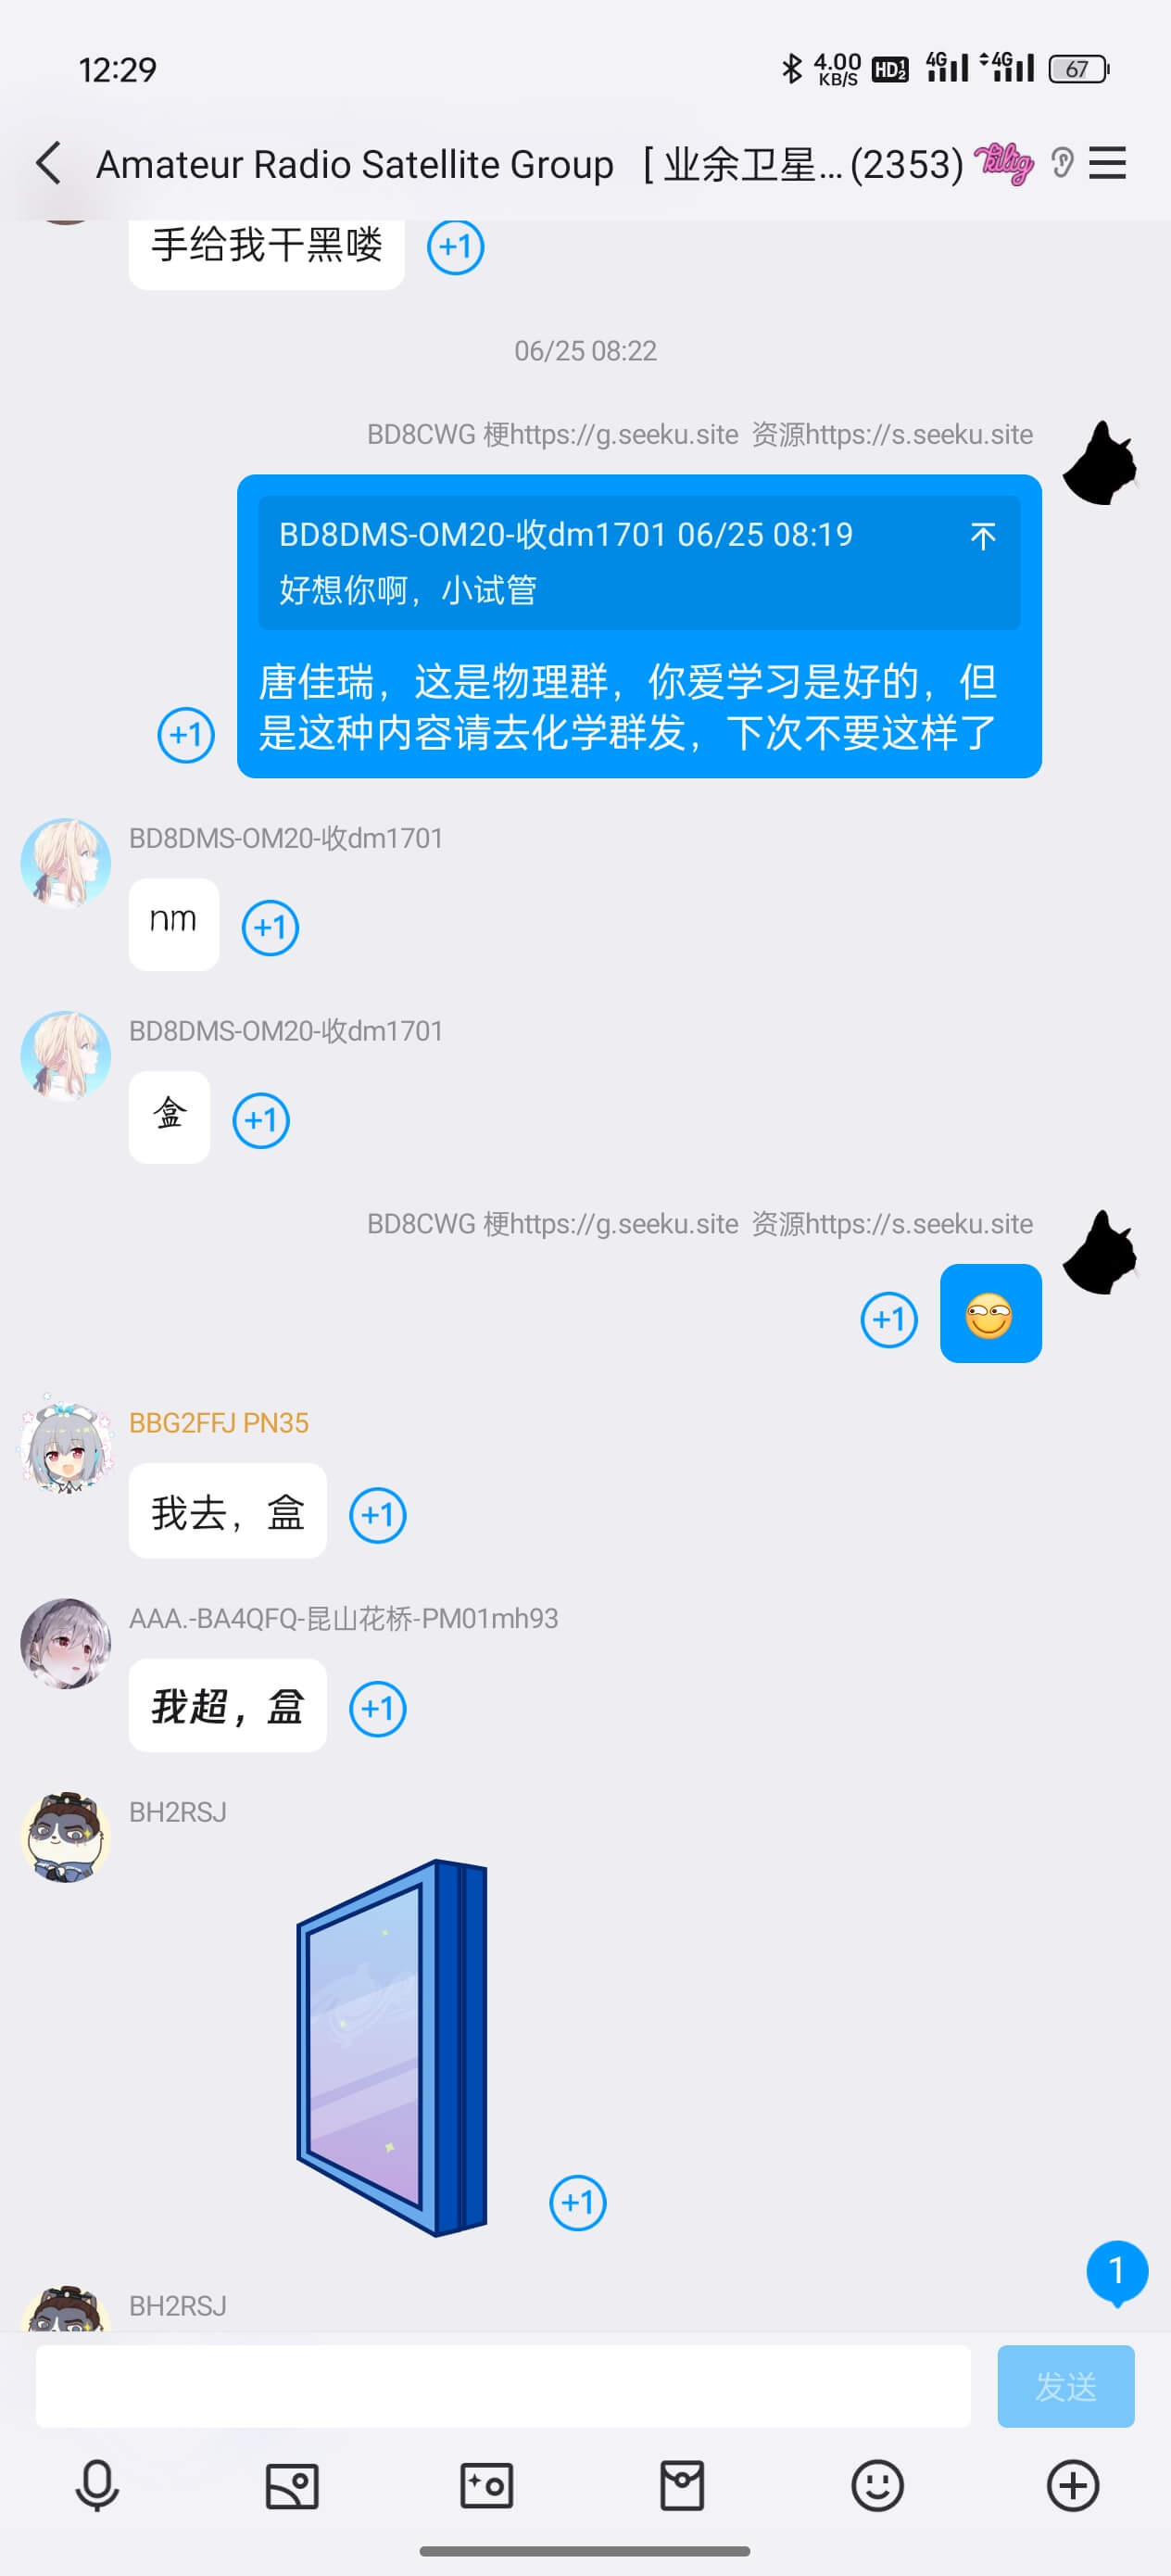 12:29
4.00
KB/S
HD
4G
4G
67
Amateur Radio Satellite Group [ 业余卫星...(2353)
手给我干黑喽
+1
06/25 08:22
BD8CWG 梗https://g.seeku.site 资源https://s.seeku.site
BD8DMS-OM20-收dm1701 06/25 08:19
好想你啊，小试管
唐佳瑞，这是物理群，你爱学习是好的，但
是这种内容请去化学群发，下次不要这样了
+1
BD8DMS-OM20-收dm1701
nm
+1
BD8DMS-OM20-收dm1701
盒
+1
BD8CWG 梗https://g.seeku.site 资源https://s.seeku.site
+1
BBG2FFJ PN35
我去，盒
+1
AAA.-BA4QFQ-昆山花桥-PM01mh93
我超，盒
+1
BH2RSJ
+1
1
BH2RSJ
发送